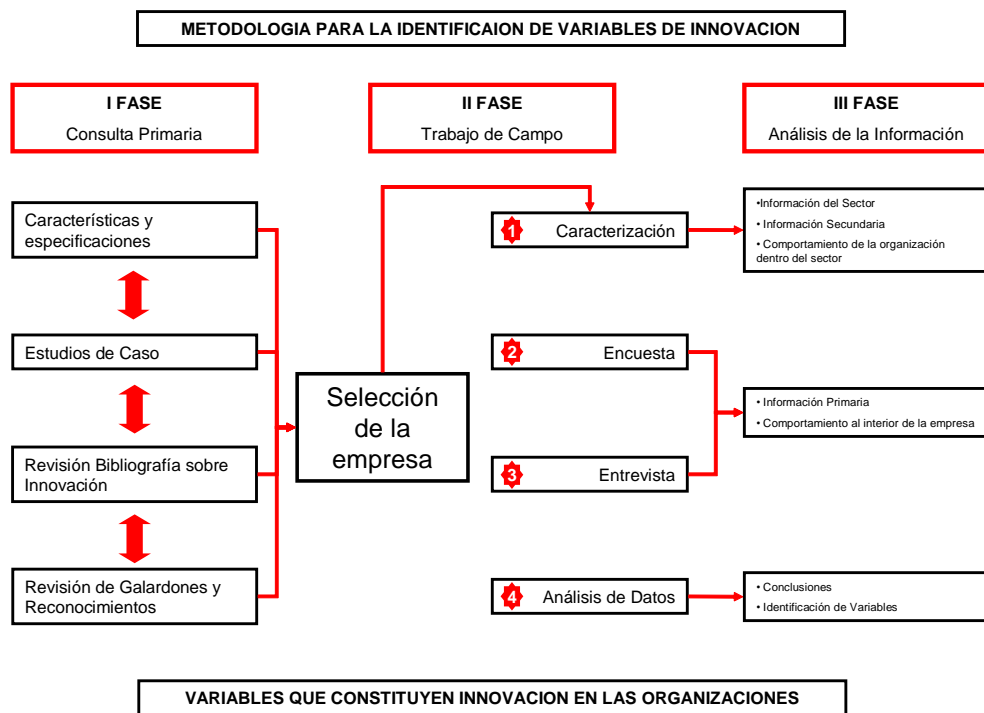 METODOLOGIA PARA LA IDENTIFICAION DE VARIABLES DE INNOVACION
I FASE
Consulta Primaria
II FASE
Trabajo de Campo
III FASE
Análisis de la Información
Características y
especificaciones
Estudios de Caso
Revisión Bibliografía sobre
Innovación
Revisión de Galardones y
Reconocimientos
Selección
de la
empresa
1 Caracterización
2 Encuesta
3 Entrevista
4 Análisis de Datos
•Información del Sector
• Información Secundaria
• Comportamiento de la organización
dentro del sector
• Información Primaria
• Comportamiento al interior de la empresa
• Conclusiones
• Identificación de Variables
VARIABLES QUE CONSTITUYEN INNOVACION EN LAS ORGANIZACIONES